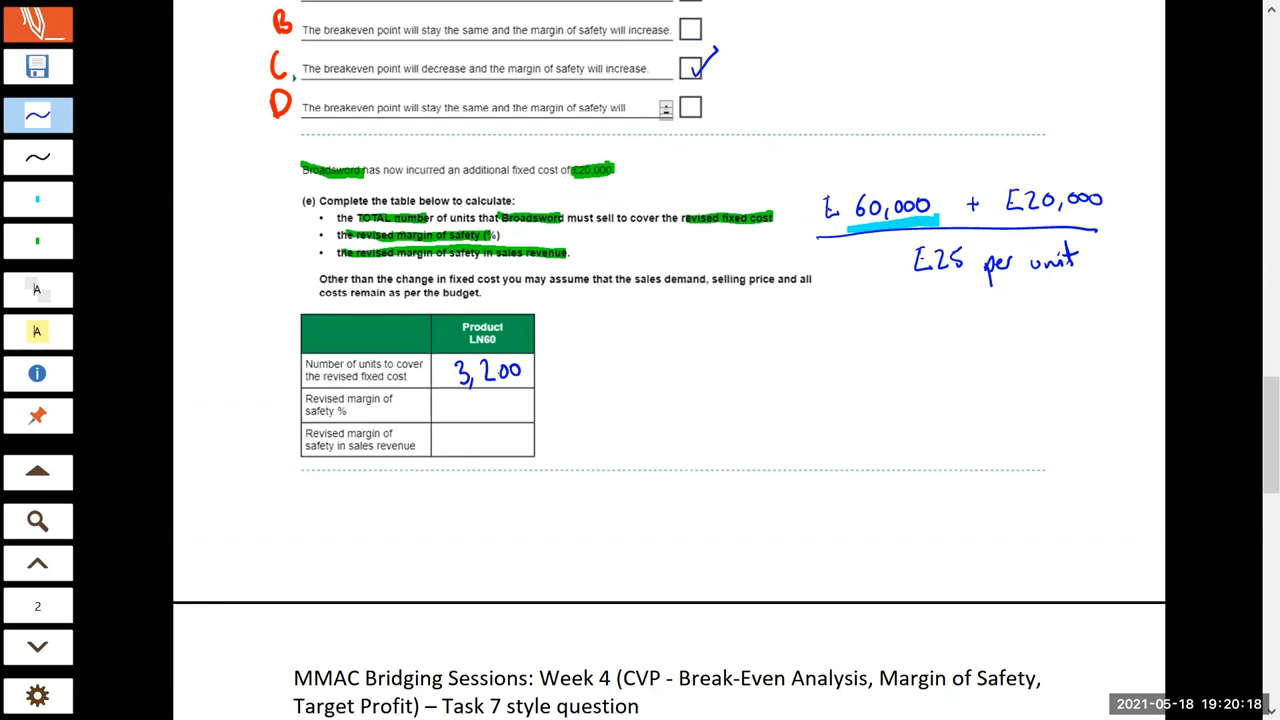 B The breakeven point will stay the same and the margin of safety will increase.
C, The breakeven point will decrease and the margin of safety will increase. ✓
D The breakeven point will stay the same and the margin of safety will
Broadsword has now incurred an additional fixed cost of £20,000.
(e) Complete the table below to calculate:
• the TOTAL number of units that Broadsword must sell to cover the revised fixed cost
• the revised margin of safety (%)
• the revised margin of safety in sales revenue.
Other than the change in fixed cost you may assume that the sales demand, selling price and all
costs remain as per the budget.
£ 60,000 + £20,000
£25 per unit
Product
LN60
Number of units to cover
the revised fixed cost
3,200
Revised margin of
safety %
Revised margin of
safety in sales revenue
A
A
2
MMAC Bridging Sessions: Week 4 (CVP - Break-Even Analysis, Margin of Safety,
Target Profit) – Task 7 style question
2021-05-18 19:20:18